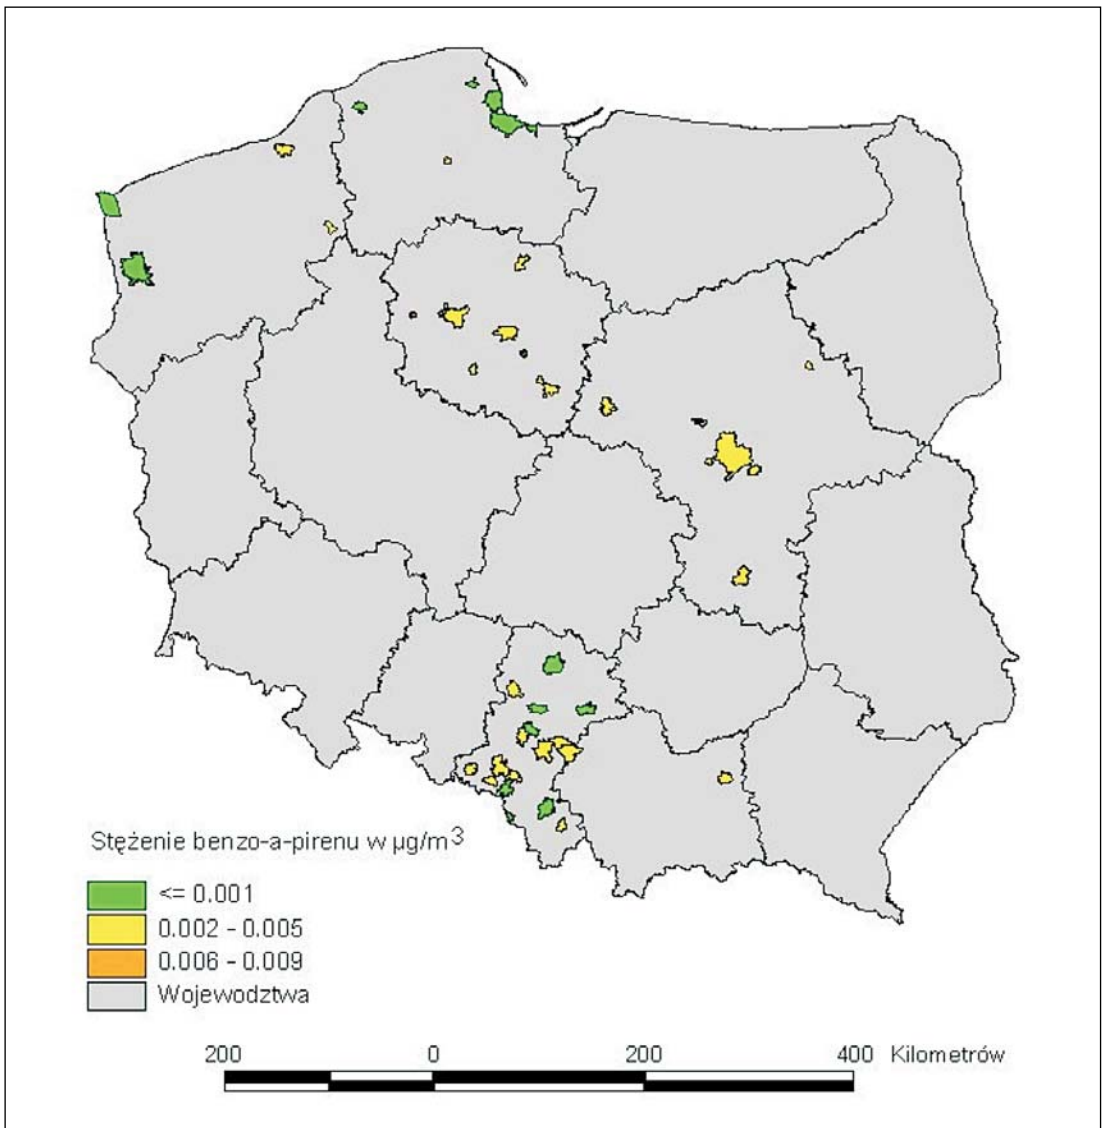 Stężenie benzo-a-pirenu w µg/m³
<= 0.001
0.002 - 0.005
0.006 - 0.009
Wojewodztwa
200 0 200 400 Kilometrów